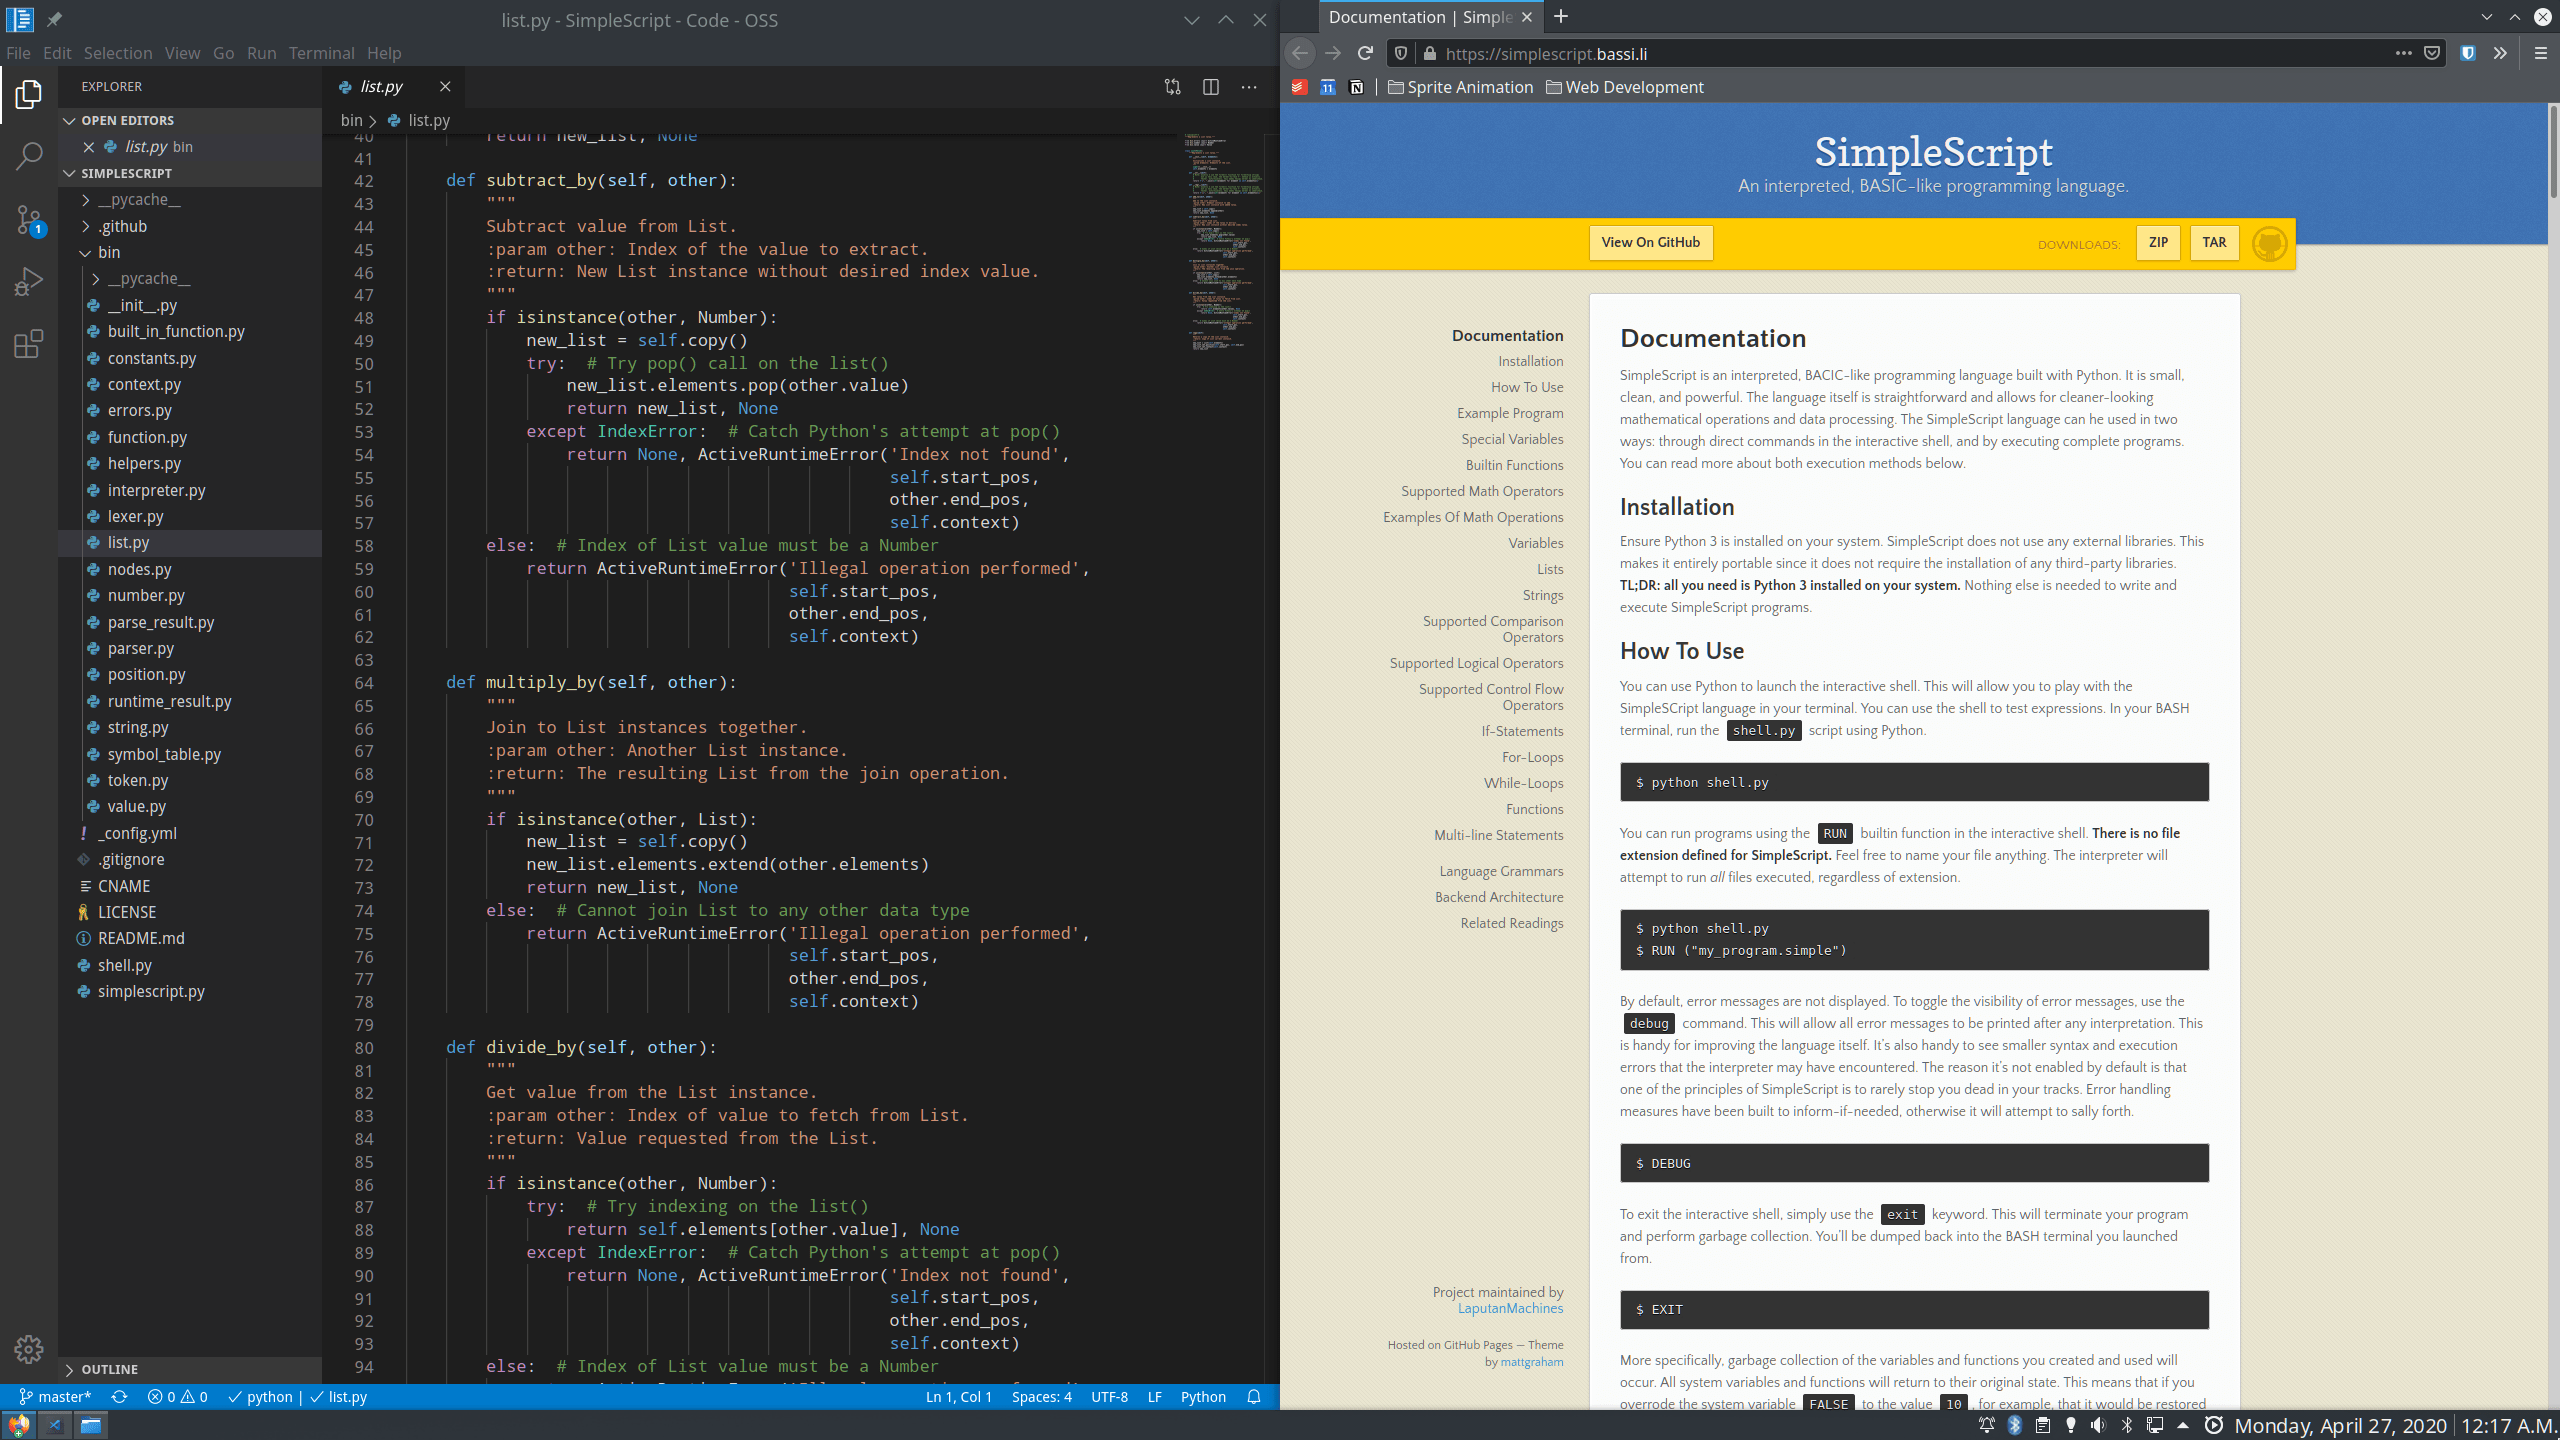 list.py - SimpleScript - Code - OSS
File Edit Selection View Go Run Terminal Help
EXPLORER
OPEN EDITORS
list.py bin
SIMPLESCRIPT
__pycache__
.github
bin
__pycache__
__init__.py
built_in_function.py
constants.py
context.py
errors.py
function.py
helpers.py
interpreter.py
lexer.py
list.py
nodes.py
number.py
parse_result.py
parser.py
position.py
runtime_result.py
string.py
symbol_table.py
token.py
value.py
_config.yml
.gitignore
CNAME
LICENSE
README.md
shell.py
simplescript.py
OUTLINE
list.py
bin > list.py
40 return new_list, None
41
42 def subtract_by(self, other):
43 """
44 Subtract value from List.
45 :param other: Index of the value to extract.
46 :return: New List instance without desired index value.
47 """
48 if isinstance(other, Number):
49 new_list = self.copy()
50 try:  # Try pop() call on the list()
51 new_list.elements.pop(other.value)
52 return new_list, None
53 except IndexError:  # Catch Python's attempt at pop()
54 return None, ActiveRuntimeError('Index not found',
55 self.start_pos,
56 other.end_pos,
57 self.context)
58 else:  # Index of List value must be a Number
59 return ActiveRuntimeError('Illegal operation performed',
60 self.start_pos,
61 other.end_pos,
62 self.context)
63
64 def multiply_by(self, other):
65 """
66 Join to List instances together.
67 :param other: Another List instance.
68 :return: The resulting List from the join operation.
69 """
70 if isinstance(other, List):
71 new_list = self.copy()
72 new_list.elements.extend(other.elements)
73 return new_list, None
74 else:  # Cannot join List to any other data type
75 return ActiveRuntimeError('Illegal operation performed',
76 self.start_pos,
77 other.end_pos,
78 self.context)
79
80 def divide_by(self, other):
81 """
82 Get value from the List instance.
83 :param other: Index of value to fetch from List.
84 :return: Value requested from the List.
85 """
86 if isinstance(other, Number):
87 try:  # Try indexing on the list()
88 return self.elements[other.value], None
89 except IndexError:  # Catch Python's attempt at pop()
90 return None, ActiveRuntimeError('Index not found',
91 self.start_pos,
92 other.end_pos,
93 self.context)
94 else:  # Index of List value must be a Number
1
master* 0 0 python | list.py Ln 1, Col 1 Spaces: 4 UTF-8 LF Python
Documentation | Simple
https://simplescript.bassi.li
11 Sprite Animation Web Development
SimpleScript
An interpreted, BASIC-like programming language.
View On GitHub DOWNLOADS: ZIP TAR
Documentation
Installation
How To Use
Example Program
Special Variables
Builtin Functions
Supported Math Operators
Examples Of Math Operations
Variables
Lists
Strings
Supported Comparison
Operators
Supported Logical Operators
Supported Control Flow
Operators
If-Statements
For-Loops
While-Loops
Functions
Multi-line Statements
Language Grammars
Backend Architecture
Related Readings
Project maintained by
LaputanMachines
Hosted on GitHub Pages — Theme
by mattgraham
Documentation
SimpleScript is an interpreted, BACIC-like programming language built with Python. It is small,
clean, and powerful. The language itself is straightforward and allows for cleaner-looking
mathematical operations and data processing. The SimpleScript language can be used in two
ways: through direct commands in the interactive shell, and by executing complete programs.
You can read more about both execution methods below.
Installation
Ensure Python 3 is installed on your system. SimpleScript does not use any external libraries. This
makes it entirely portable since it does not require the installation of any third-party libraries.
TL;DR: all you need is Python 3 installed on your system. Nothing else is needed to write and
execute SimpleScript programs.
How To Use
You can use Python to launch the interactive shell. This will allow you to play with the
SimpleSCript language in your terminal. You can use the shell to test expressions. In your BASH
terminal, run the shell.py script using Python.
$ python shell.py
You can run programs using the RUN builtin function in the interactive shell. There is no file
extension defined for SimpleScript. Feel free to name your file anything. The interpreter will
attempt to run all files executed, regardless of extension.
$ python shell.py
$ RUN ("my_program.simple")
By default, error messages are not displayed. To toggle the visibility of error messages, use the
debug command. This will allow all error messages to be printed after any interpretation. This
is handy for improving the language itself. It's also handy to see smaller syntax and execution
errors that the interpreter may have encountered. The reason it's not enabled by default is that
one of the principles of SimpleScript is to rarely stop you dead in your tracks. Error handling
measures have been built to inform-if-needed, otherwise it will attempt to sally forth.
$ DEBUG
To exit the interactive shell, simply use the exit keyword. This will terminate your program
and perform garbage collection. You'll be dumped back into the BASH terminal you launched
from.
$ EXIT
More specifically, garbage collection of the variables and functions you created and used will
occur. All system variables and functions will return to their original state. This means that if you
overrode the system variable FALSE to the value 10, for example, that it would be restored
Monday, April 27, 2020 12:17 A.M.